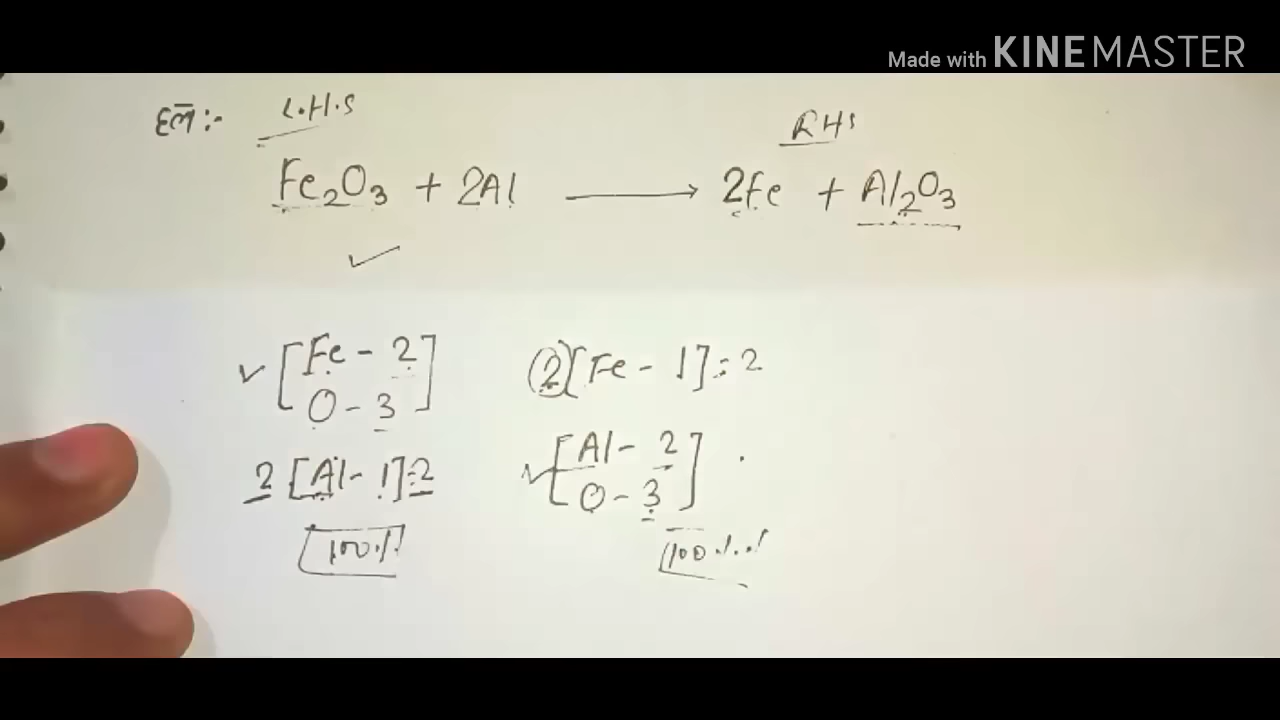 Made with KINEMASTER
हल :- L.H.S RHS
Fe₂O₃ + 2Al ⟶ 2Fe + Al₂O₃
✓
✓ [Fe - 2 (2) [Fe - 1] = 2
O - 3]
2 [Al - 1] = 2 ✓ [Al - 2
O - 3]
100% 100%